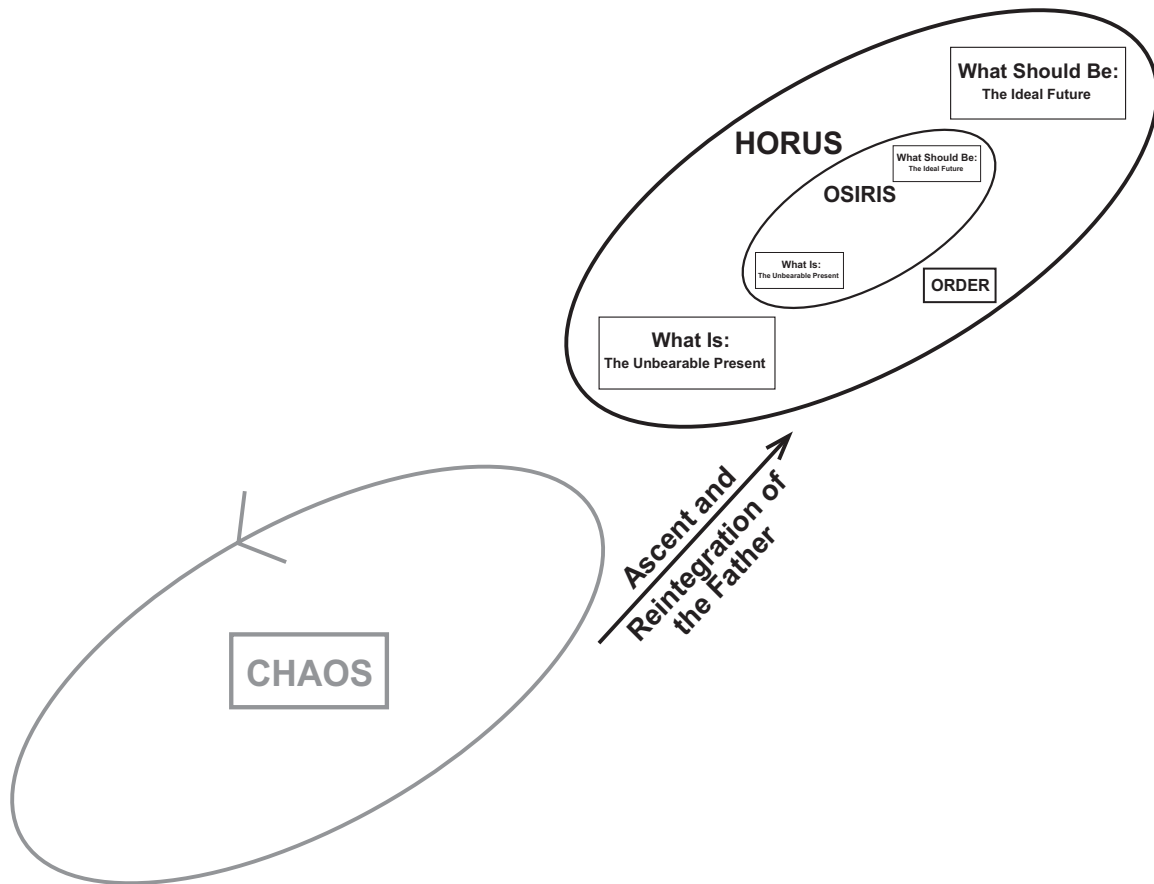 What Should Be:
The Ideal Future
HORUS
What Should Be:
The Ideal Future
OSIRIS
What Is:
The Unbearable Present
ORDER
What Is:
The Unbearable Present
Ascent and
Reintegration of
the Father
CHAOS